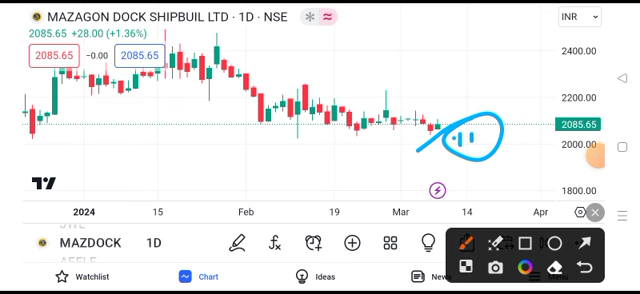 MAZAGON DOCK SHIPBUIL LTD · 1D · NSE
INR
2085.65 +28.00 (+1.36%)
2085.65 −0.00 2085.65
2400.00
2200.00
2085.65
2000.00
1800.00
2024 15 Feb 19 Mar 14 Apr
MAZDOCK 1D
Watchlist Chart Ideas News Menu